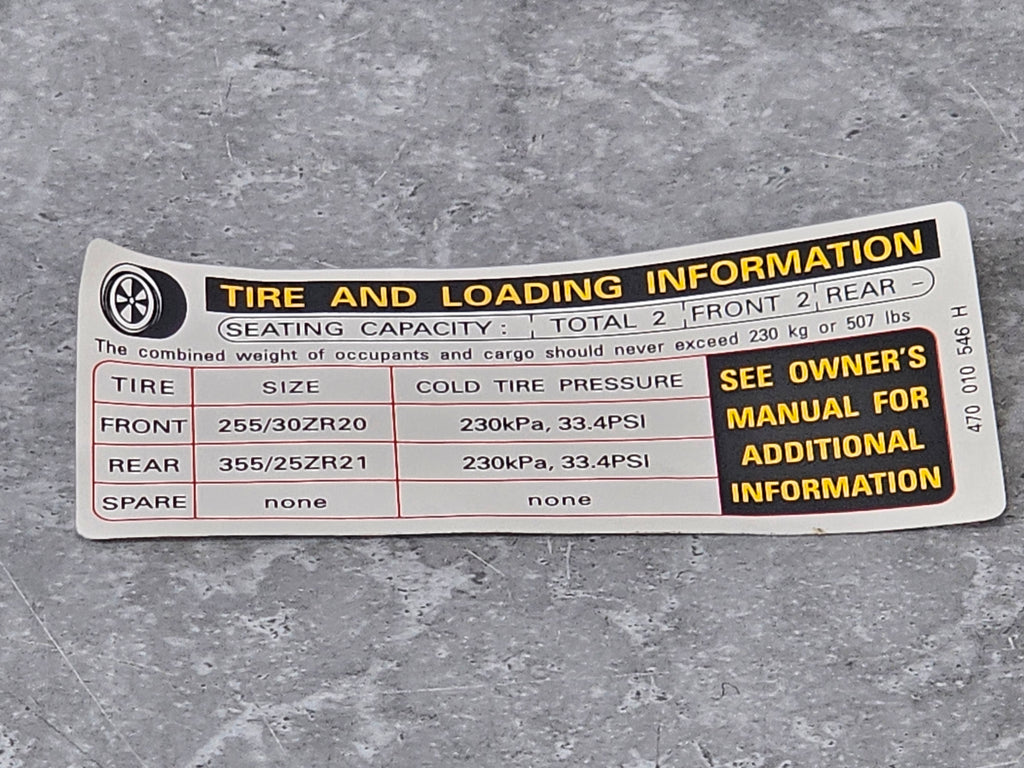 TIRE AND LOADING INFORMATION
SEATING CAPACITY : TOTAL 2 FRONT 2 REAR –
The combined weight of occupants and cargo should never exceed 230 kg or 507 lbs
TIRE SIZE COLD TIRE PRESSURE
FRONT 255/30ZR20 230kPa, 33.4PSI
REAR 355/25ZR21 230kPa, 33.4PSI
SPARE none none
SEE OWNER'S
MANUAL FOR
ADDITIONAL
INFORMATION
470 010 546 H